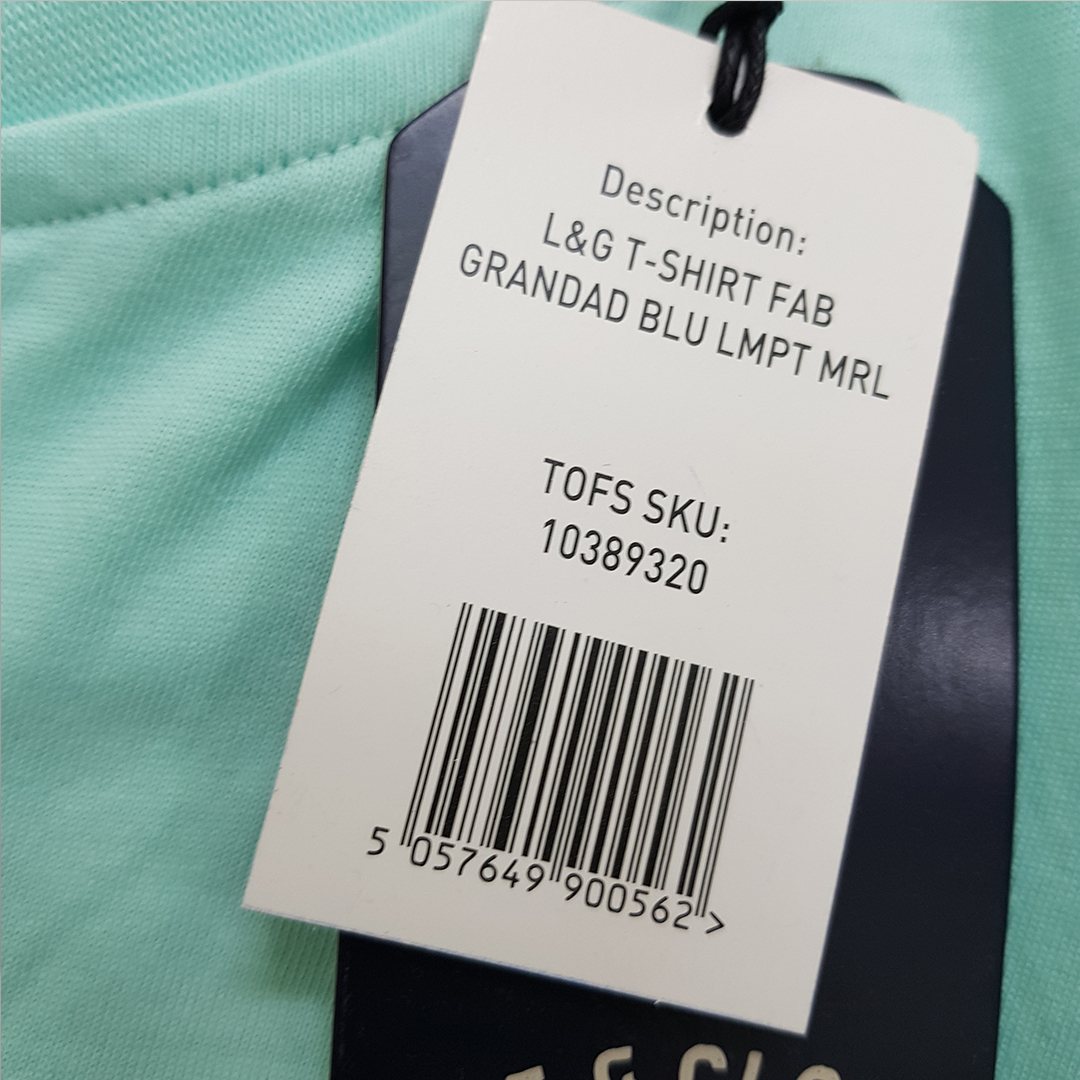 Description:
L&G T-SHIRT FAB
GRANDAD BLU LMPT MRL
TOFS SKU:
10389320
5 057649 900562 >